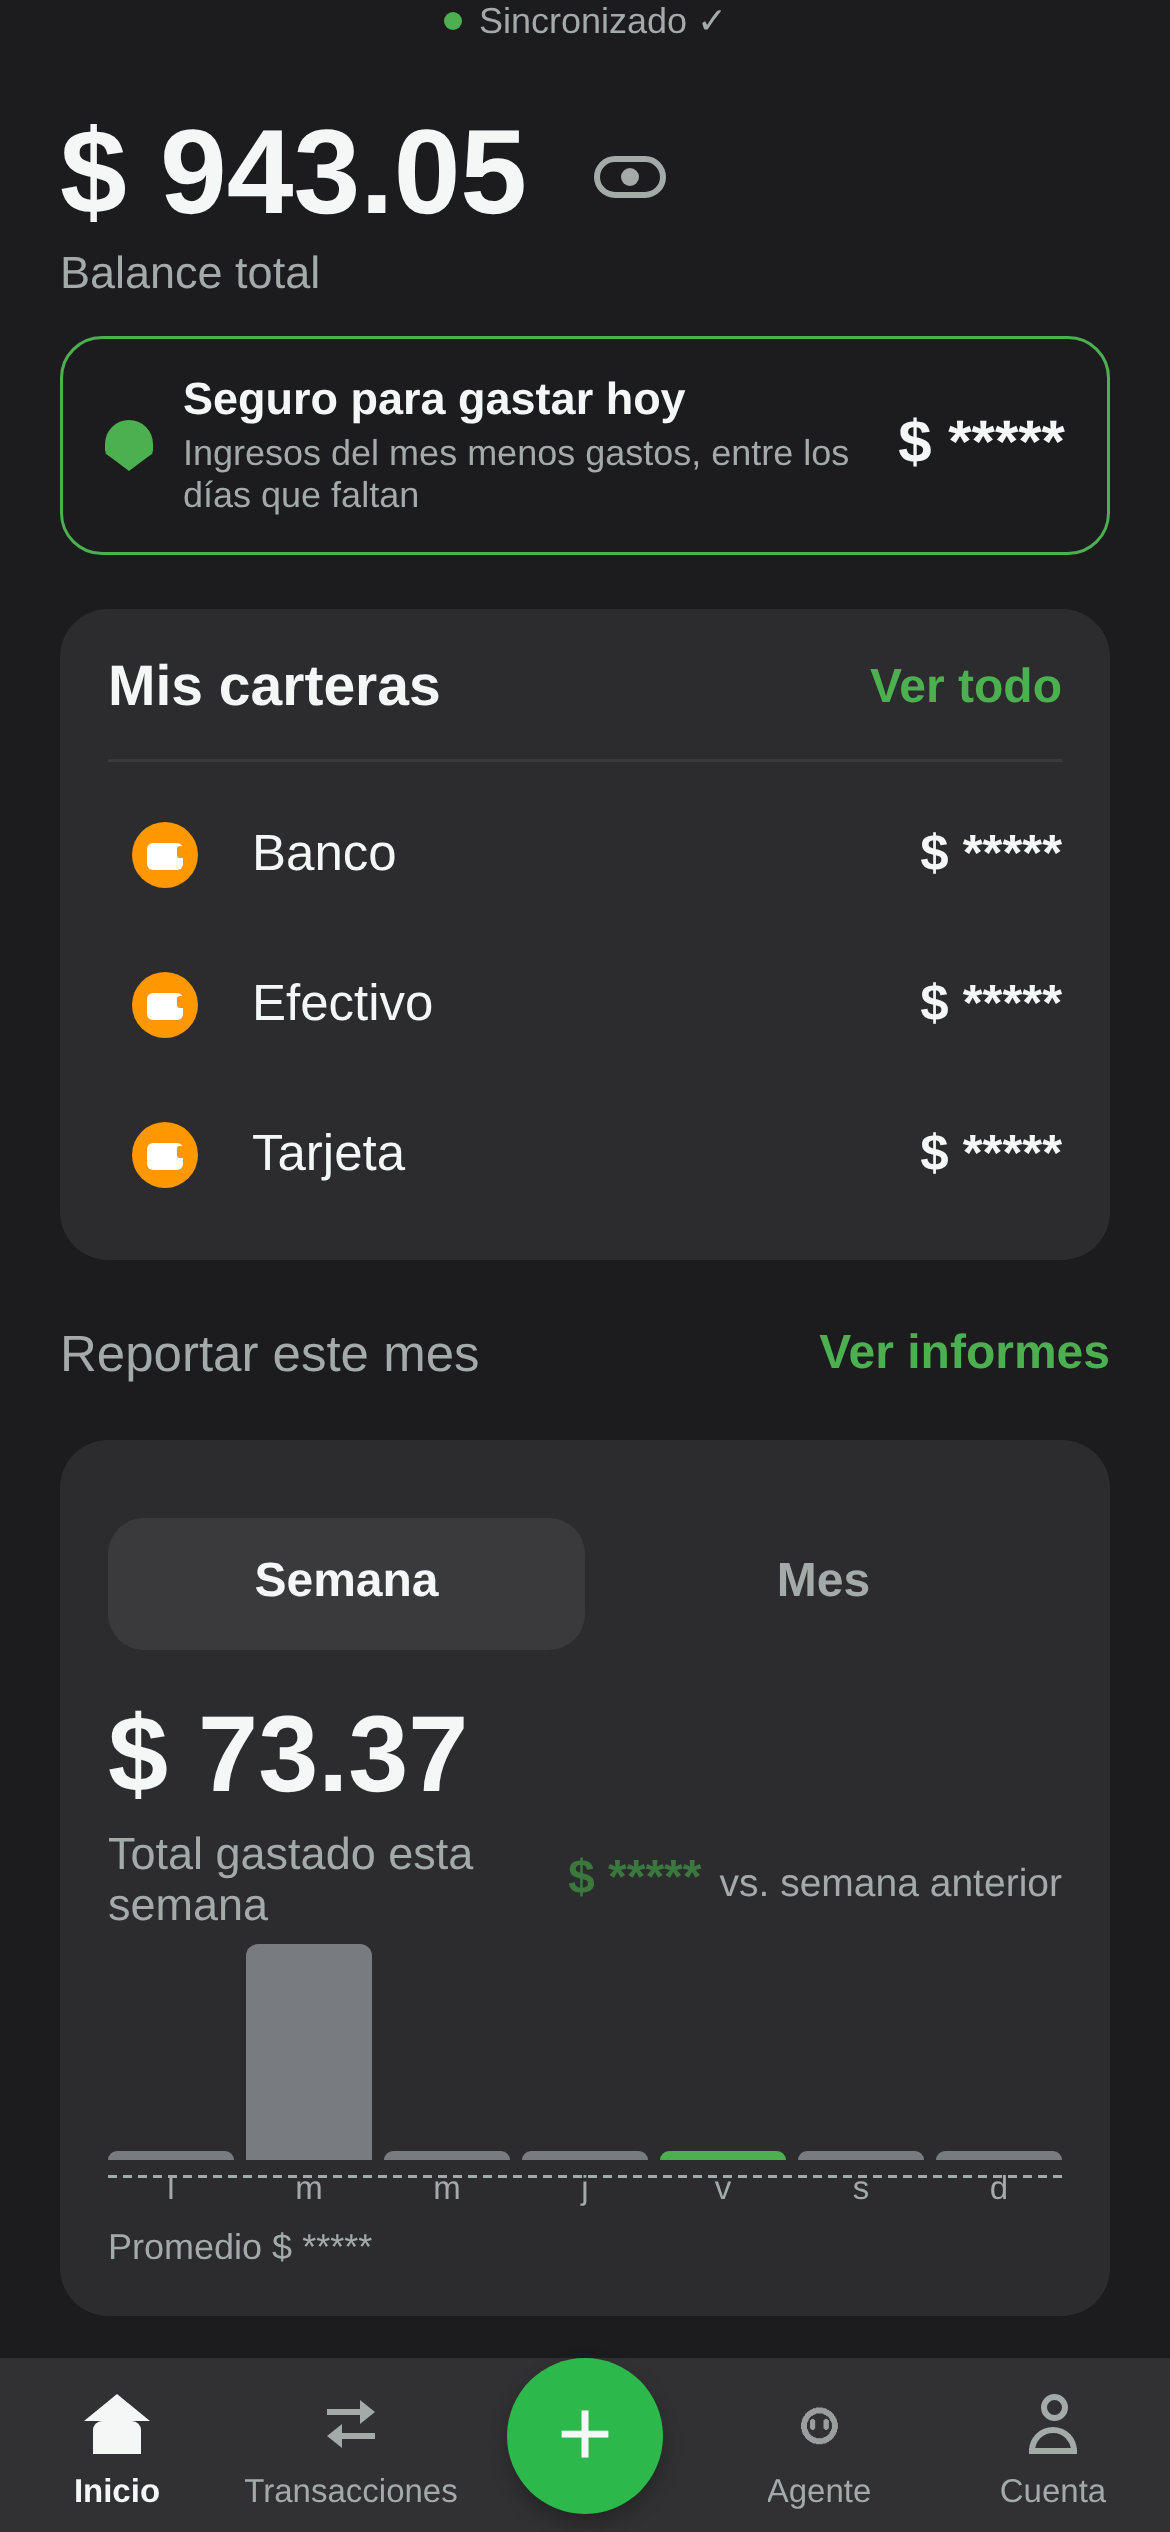 Sincronizado ✓
$ 943.05
Balance total
Seguro para gastar hoy
Ingresos del mes menos gastos, entre los
días que faltan
$ *****
Mis carteras
Ver todo
Banco
$ *****
Efectivo
$ *****
Tarjeta
$ *****
Reportar este mes
Ver informes
Semana
Mes
$ 73.37
Total gastado esta
semana
$ ***** vs. semana anterior
l m m j v s d
Promedio $ *****
Inicio
Transacciones
+
Agente
Cuenta